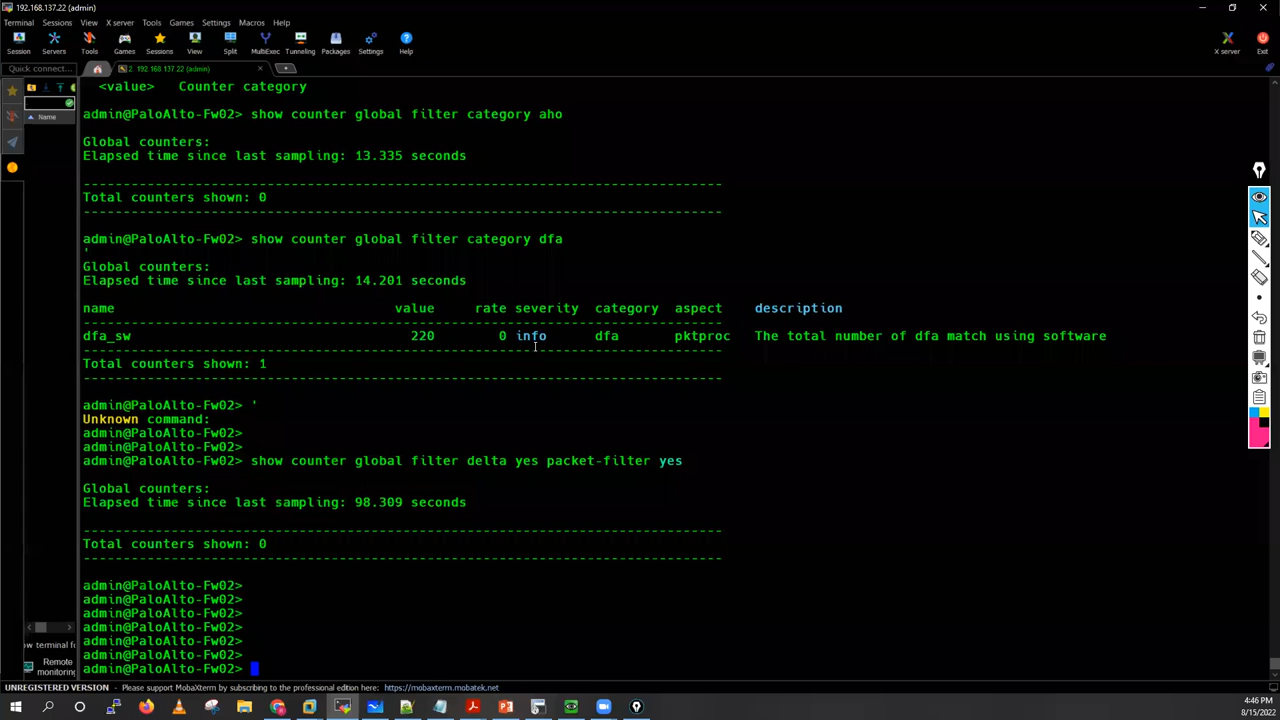 192.168.137.22 (admin)
Terminal Sessions View X server Tools Games Settings Macros Help
Session Servers Tools Games Sessions View Split MultiExec Tunneling Packages Settings Help X server Exit
Quick connect...
2. 192.168.137.22 (admin)
Name
<value> Counter category
admin@PaloAlto-Fw02> show counter global filter category aho
Global counters:
Elapsed time since last sampling: 13.335 seconds
--------------------------------------------------------------------------------
Total counters shown: 0
--------------------------------------------------------------------------------
admin@PaloAlto-Fw02> show counter global filter category dfa
'
Global counters:
Elapsed time since last sampling: 14.201 seconds
name value rate severity category aspect description
--------------------------------------------------------------------------------
dfa_sw 220 0 info dfa pktproc The total number of dfa match using software
--------------------------------------------------------------------------------
Total counters shown: 1
--------------------------------------------------------------------------------
admin@PaloAlto-Fw02> '
Unknown command:
admin@PaloAlto-Fw02>
admin@PaloAlto-Fw02>
admin@PaloAlto-Fw02> show counter global filter delta yes packet-filter yes
Global counters:
Elapsed time since last sampling: 98.309 seconds
--------------------------------------------------------------------------------
Total counters shown: 0
--------------------------------------------------------------------------------
admin@PaloAlto-Fw02>
admin@PaloAlto-Fw02>
admin@PaloAlto-Fw02>
admin@PaloAlto-Fw02>
admin@PaloAlto-Fw02>
admin@PaloAlto-Fw02>
admin@PaloAlto-Fw02>
ow terminal fo
Remote
monitoring
UNREGISTERED VERSION - Please support MobaXterm by subscribing to the professional edition here: https://mobaxterm.mobatek.net
4:46 PM
8/15/2022